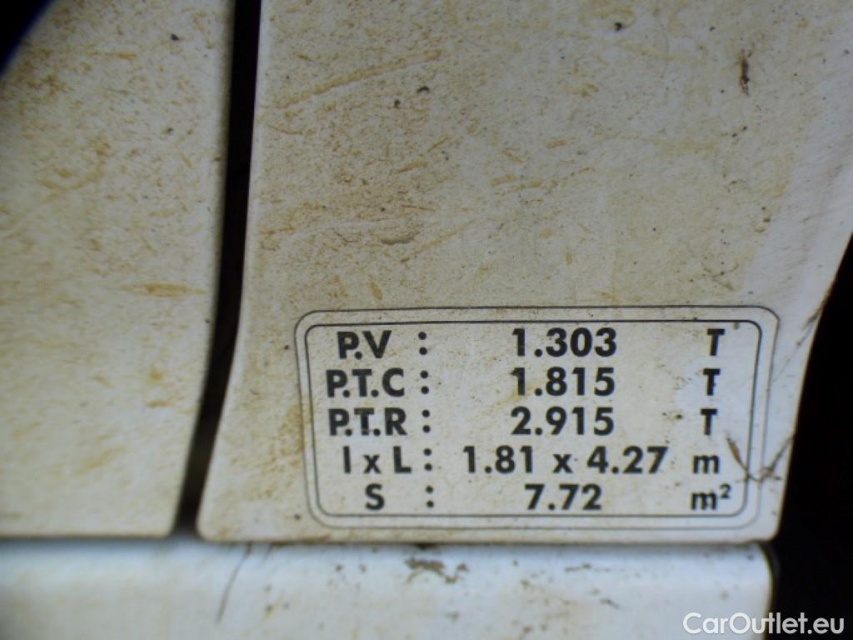 P.V : 1.303 T
P.T.C : 1.815 T
P.T.R : 2.915 T
l x L : 1.81 x 4.27 m
S : 7.72 m²
CarOutlet.eu